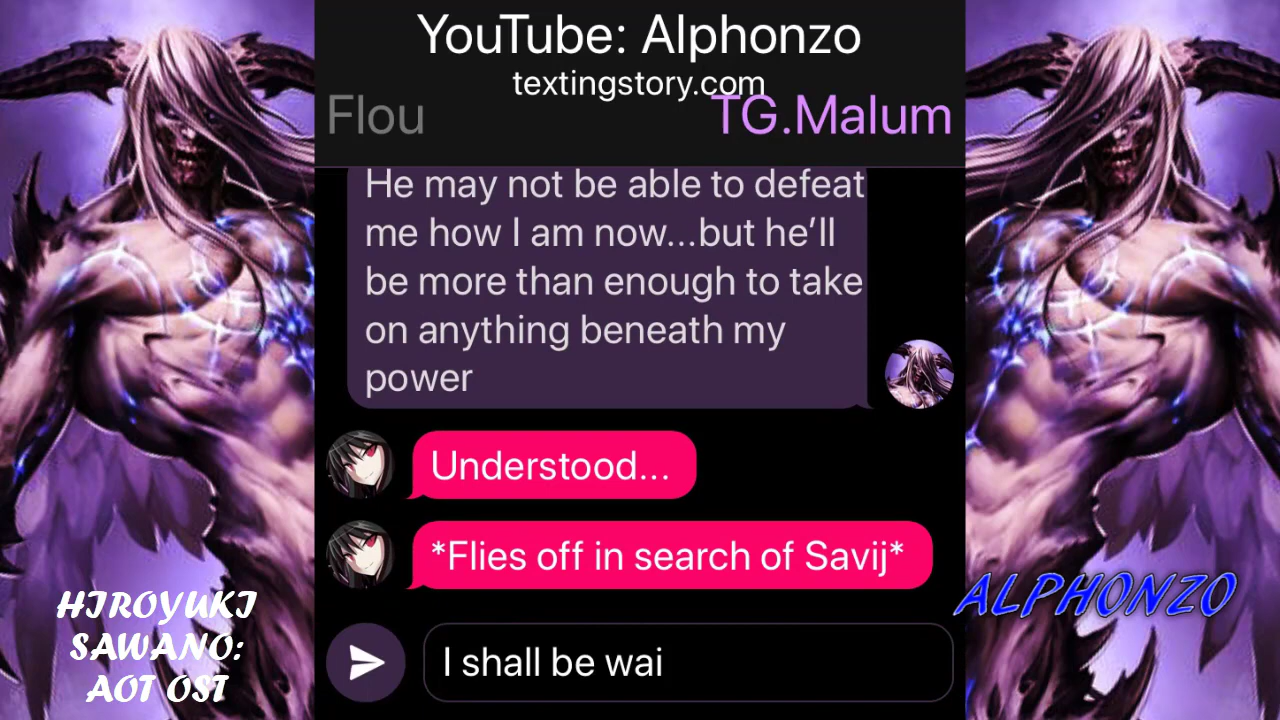 YouTube: Alphonzo
textingstory.com
Flou
TG.Malum
He may not be able to defeat
me how I am now...but he’ll
be more than enough to take
on anything beneath my
power
Understood...
*Flies off in search of Savij*
I shall be wai
HIROYUKI
SAWANO:
AOT OST
ALPHONZO